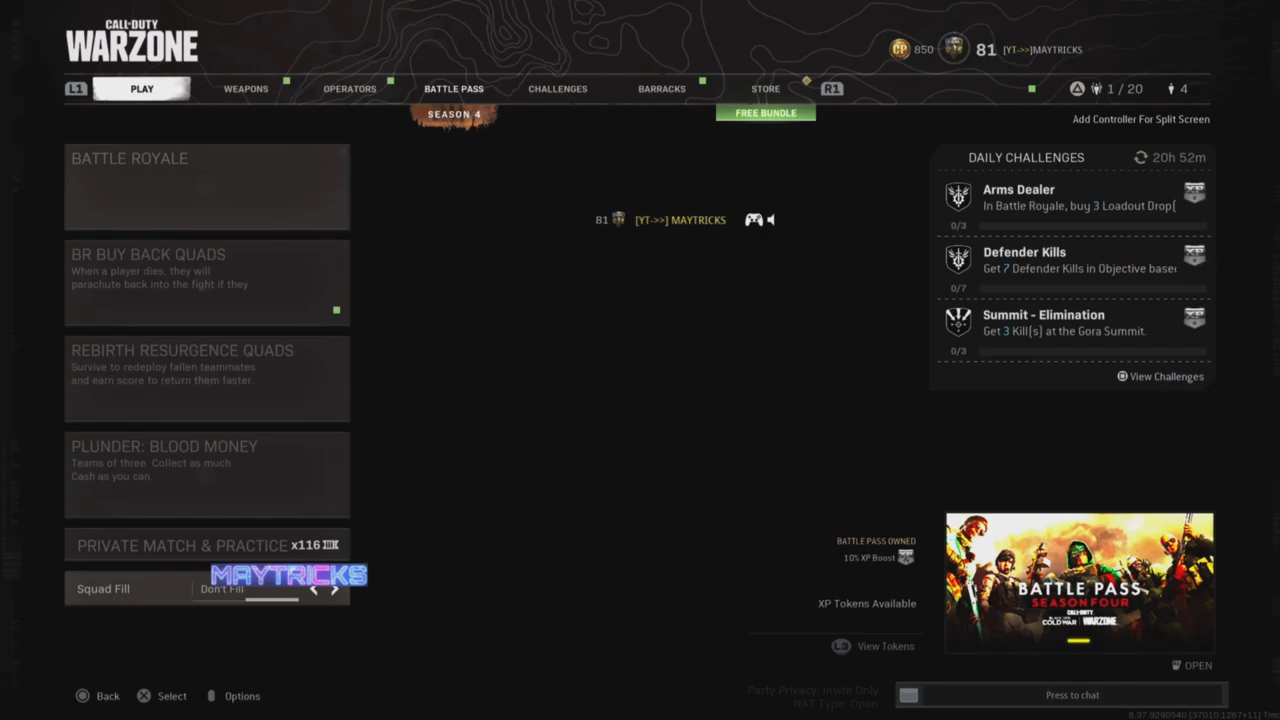 CALL·DUTY
WARZONE
CP 850
81
[YT->>]MAYTRICKS
L1
PLAY
WEAPONS
OPERATORS
BATTLE PASS
CHALLENGES
BARRACKS
STORE
R1
1 / 20
4
SEASON 4
FREE BUNDLE
Add Controller For Split Screen
BATTLE ROYALE
BR BUY BACK QUADS
When a player dies, they will
parachute back into the fight if they
REBIRTH RESURGENCE QUADS
Survive to redeploy fallen teammates
and earn score to return them faster.
PLUNDER: BLOOD MONEY
Teams of three. Collect as much
Cash as you can.
PRIVATE MATCH & PRACTICE x116
MAYTRICKS
Squad Fill
Don't Fill
81 [YT->>] MAYTRICKS
DAILY CHALLENGES
20h 52m
Arms Dealer
In Battle Royale, buy 3 Loadout Drop(
XP
0/3
Defender Kills
Get 7 Defender Kills in Objective base
XP
0/7
Summit - Elimination
Get 3 Kill(s) at the Gora Summit.
XP
0/3
View Challenges
BATTLE PASS OWNED
10% XP Boost
XP Tokens Available
L3 View Tokens
BATTLE PASS
SEASON FOUR
CALL·DUTY
COLD WAR WARZONE
OPEN
Back
Select
Options
Party Privacy: Invite Only
NAT Type: Open
Press to chat